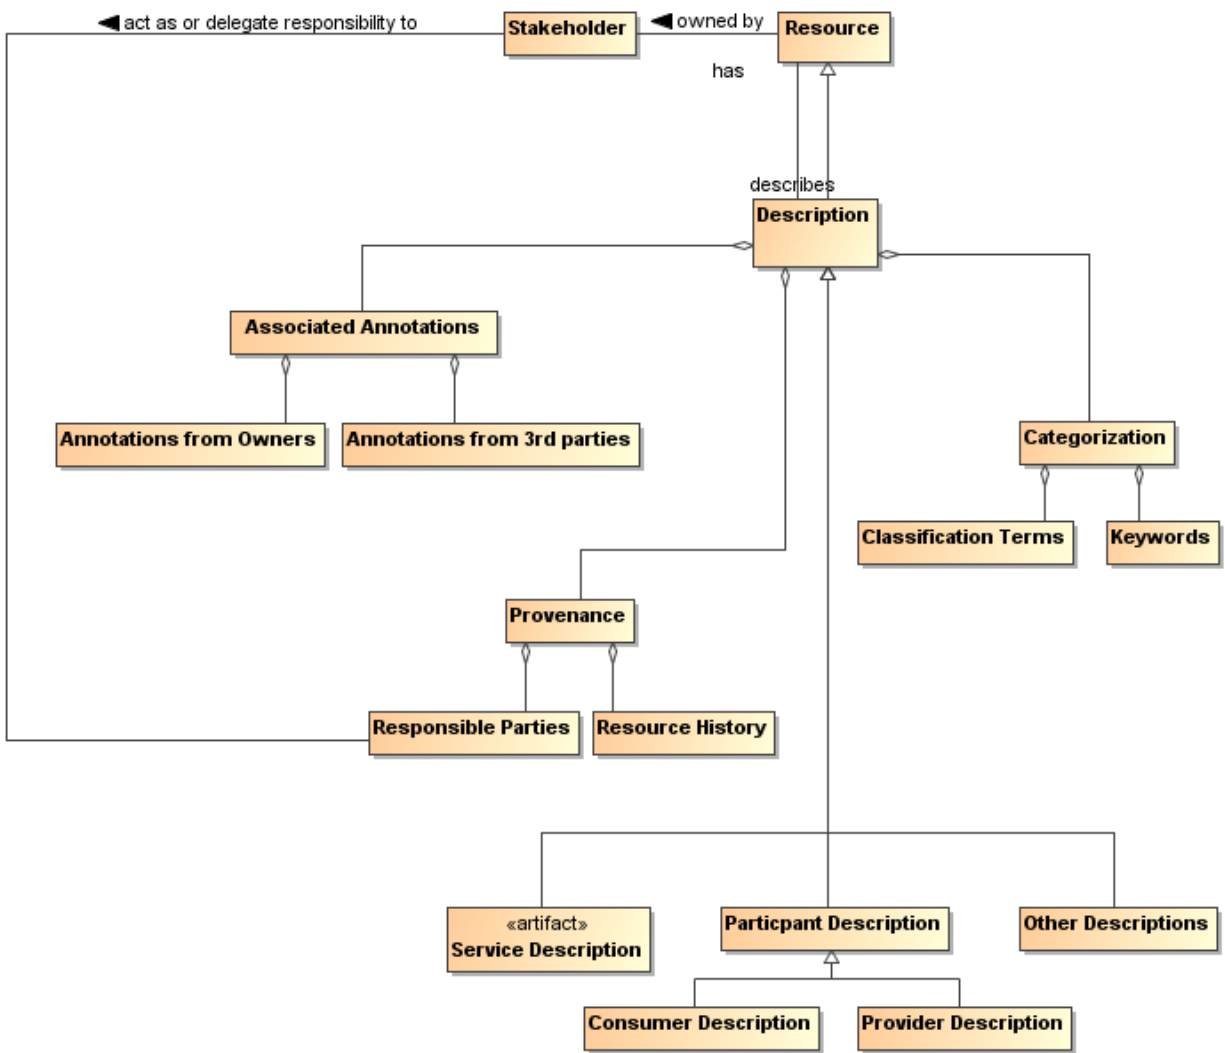 act as or delegate responsibility to
Stakeholder
owned by
Resource
has
describes
Description
Associated Annotations
Annotations from Owners
Annotations from 3rd parties
Categorization
Classification Terms
Keywords
Provenance
Responsible Parties
Resource History
«artifact»
Service Description
Particpant Description
Other Descriptions
Consumer Description
Provider Description